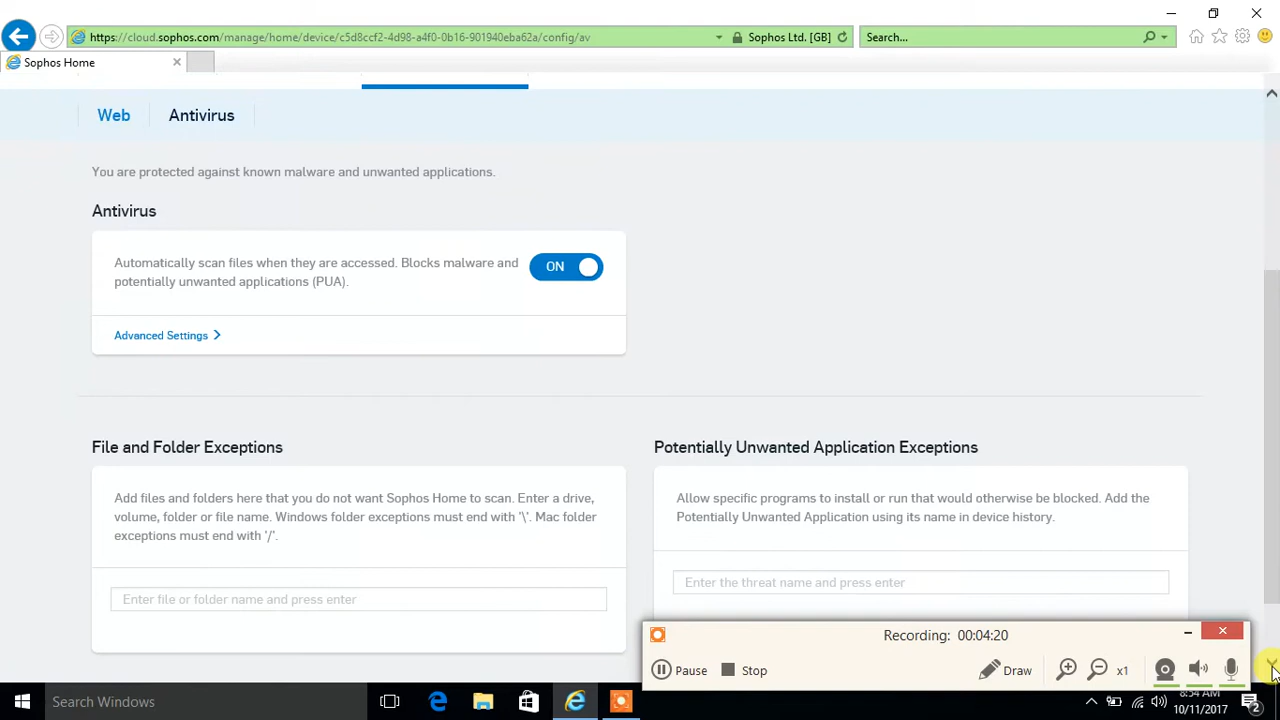 https://cloud.sophos.com/manage/home/device/c5d8ccf2-4d98-a4f0-0b16-901940eba62a/config/av
Sophos Ltd. [GB]
Search...
Sophos Home
Web
Antivirus
You are protected against known malware and unwanted applications.
Antivirus
Automatically scan files when they are accessed. Blocks malware and
potentially unwanted applications (PUA).
ON
Advanced Settings
File and Folder Exceptions
Add files and folders here that you do not want Sophos Home to scan. Enter a drive,
volume, folder or file name. Windows folder exceptions must end with '\'. Mac folder
exceptions must end with '/'.
Enter file or folder name and press enter
Potentially Unwanted Application Exceptions
Allow specific programs to install or run that would otherwise be blocked. Add the
Potentially Unwanted Application using its name in device history.
Enter the threat name and press enter
Recording: 00:04:20
Pause
Stop
Draw
x1
Search Windows
8:54 AM
10/11/2017
2